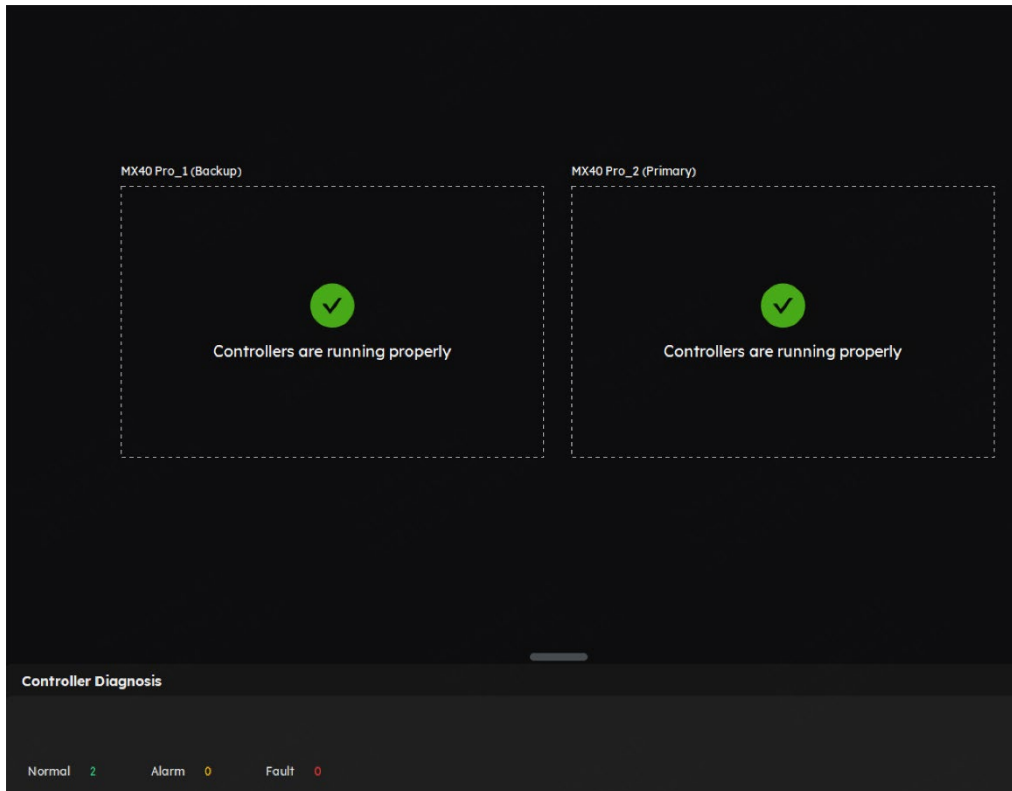 MX40 Pro_1 (Backup)
MX40 Pro_2 (Primary)
Controllers are running properly
Controllers are running properly
Controller Diagnosis
Normal 2 Alarm 0 Fault 0